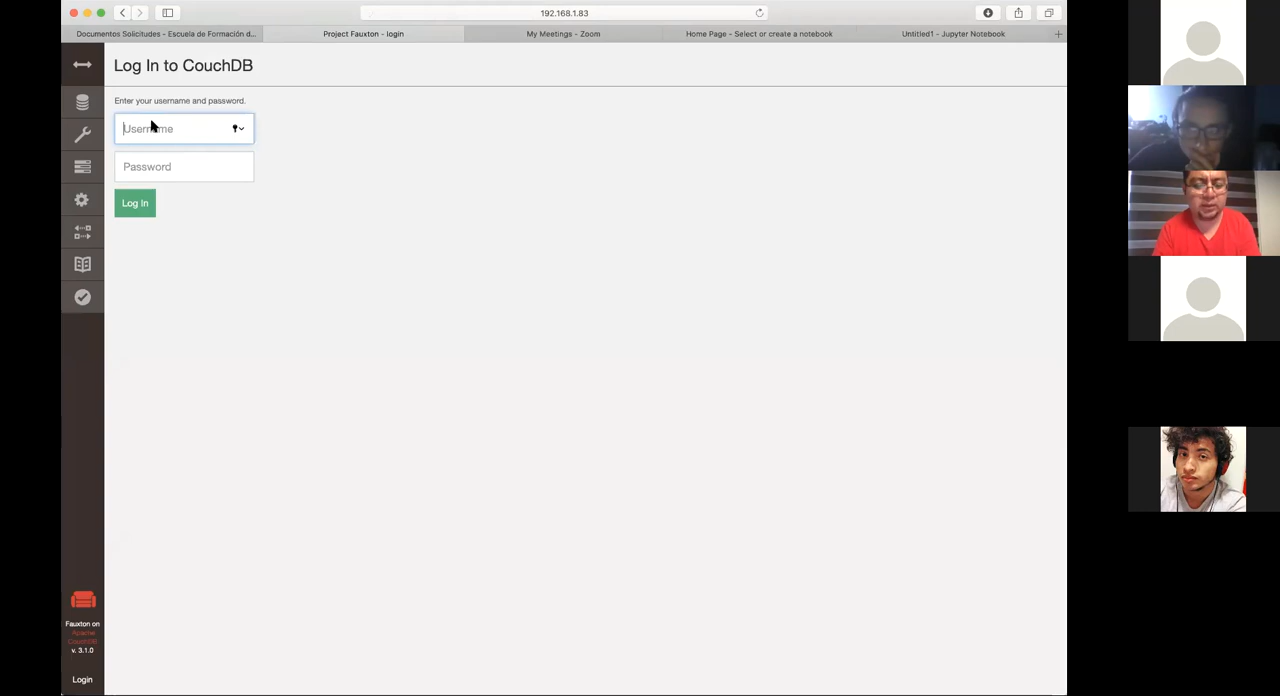 192.168.1.83
Documentos Solicitudes - Escuela de Formación d...
Project Fauxton - login
My Meetings - Zoom
Home Page - Select or create a notebook
Untitled1 - Jupyter Notebook
Log In to CouchDB
Enter your username and password.
Username
Password
Log In
Fauxton on
Apache
CouchDB
v. 3.1.0
Login